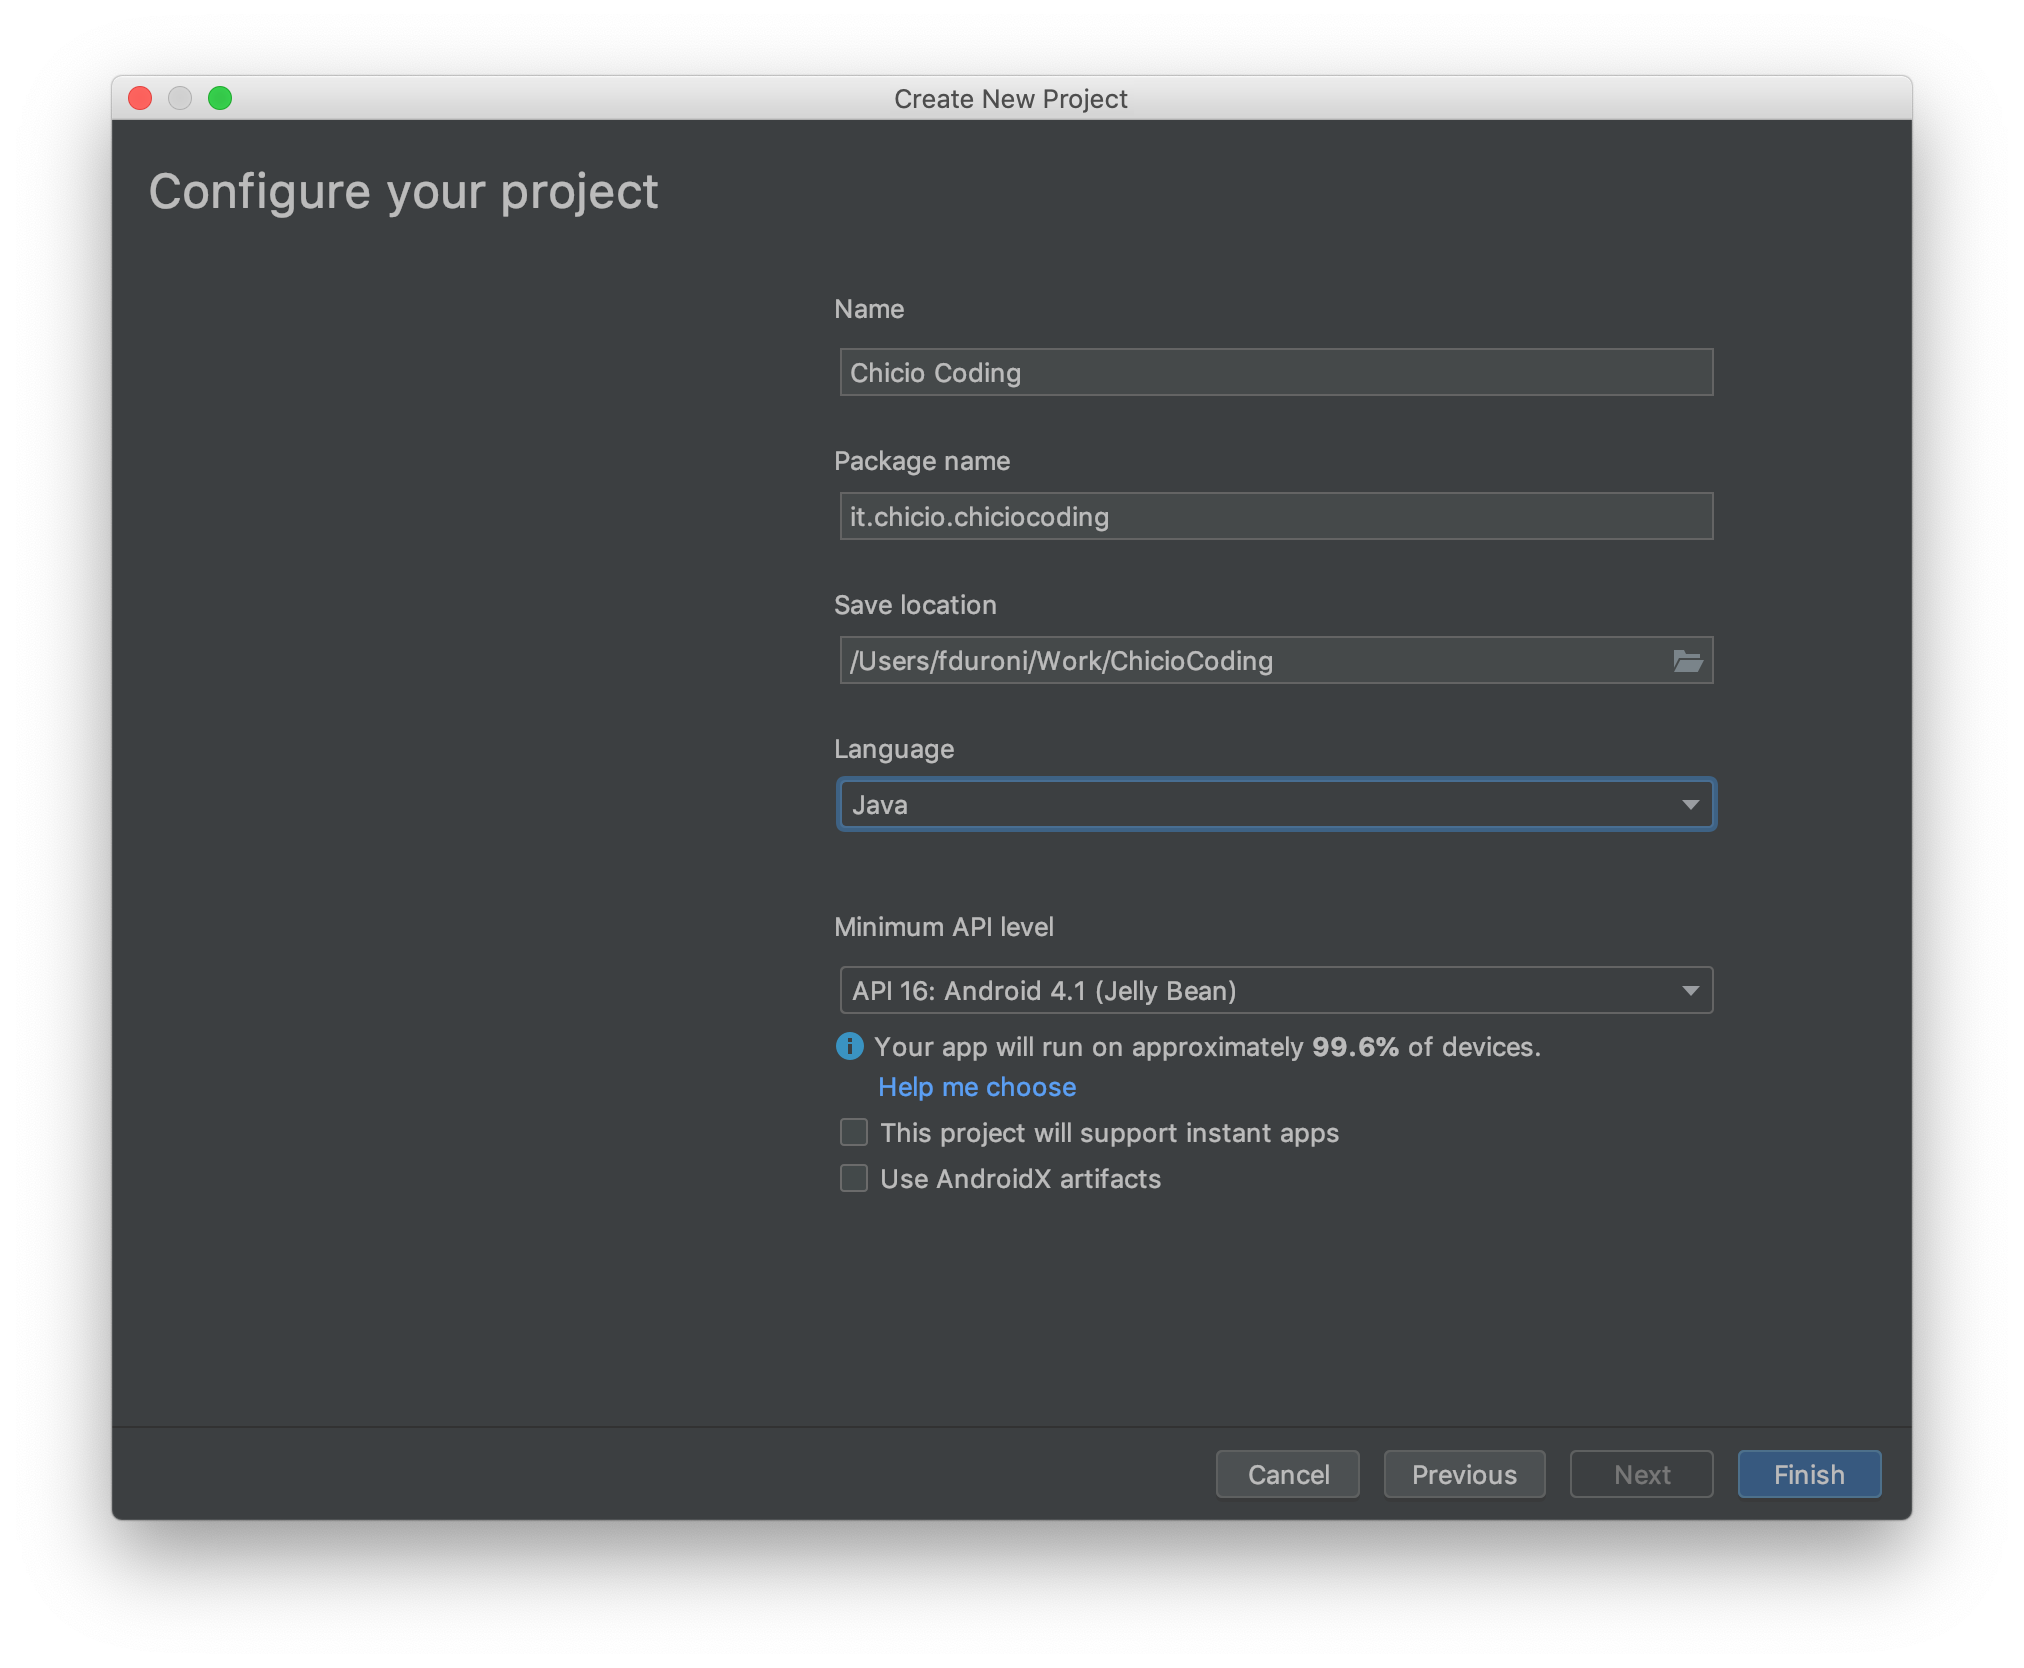 Create New Project
Configure your project
Name
Chicio Coding
Package name
it.chicio.chiciocoding
Save location
/Users/fduroni/Work/ChicioCoding
Language
Java
Minimum API level
API 16: Android 4.1 (Jelly Bean)
Your app will run on approximately 99.6% of devices.
Help me choose
This project will support instant apps
Use AndroidX artifacts
Cancel Previous Next Finish